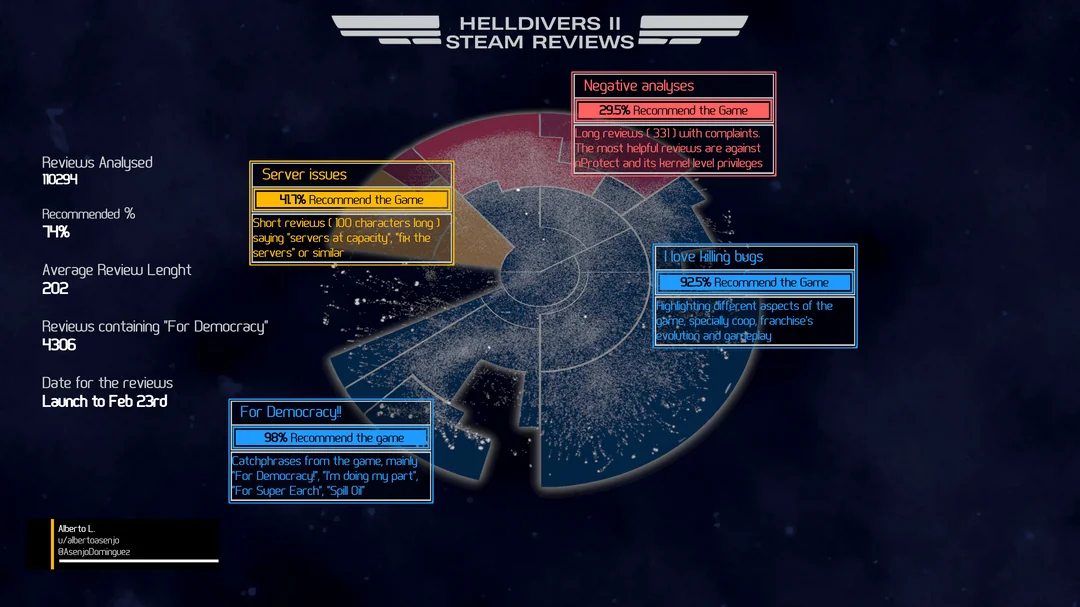 HELLDIVERS II
STEAM REVIEWS
Negative analyses
29.5% Recommend the Game
Long reviews ( 331 ) with complaints.
The most helpful reviews are against
nProtect and its kernel level privileges
Reviews Analysed
110294
Recommended %
74%
Average Review Lenght
202
Reviews containing "For Democracy"
4306
Date for the reviews
Launch to Feb 23rd
Server issues
41.7% Recommend the Game
Short reviews ( 100 characters long )
saying "servers at capacity", "fix the
servers" or similar
I love killing bugs
92.5% Recommend the Game
Highlighting different aspects of the
game, specially coop, franchise's
evolution and gameplay
For Democracy!!
98% Recommend the game
Catchphrases from the game, mainly
"For Democracy!", "I'm doing my part",
"For Super Earch", "Spill Oil"
Alberto L.
u/albertoasenjo
@AsenjoDominguez